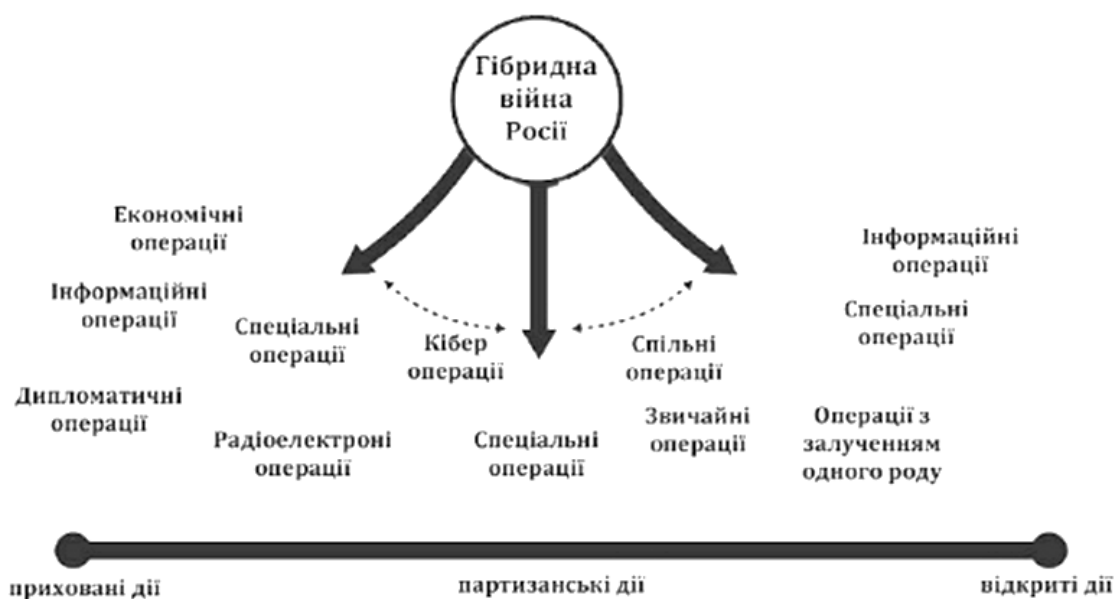 Гібридна
війна
Росії
Економічні
операції
Інформаційні
операції
Інформаційні
операції
Спеціальні
операції
Кібер
операції
Спільні
операції
Спеціальні
операції
Дипломатичні
операції
Радіоелектроні
операції
Спеціальні
операції
Звичайні
операції
Операції з
залученням
одного роду
приховані дії
партизанські дії
відкриті дії